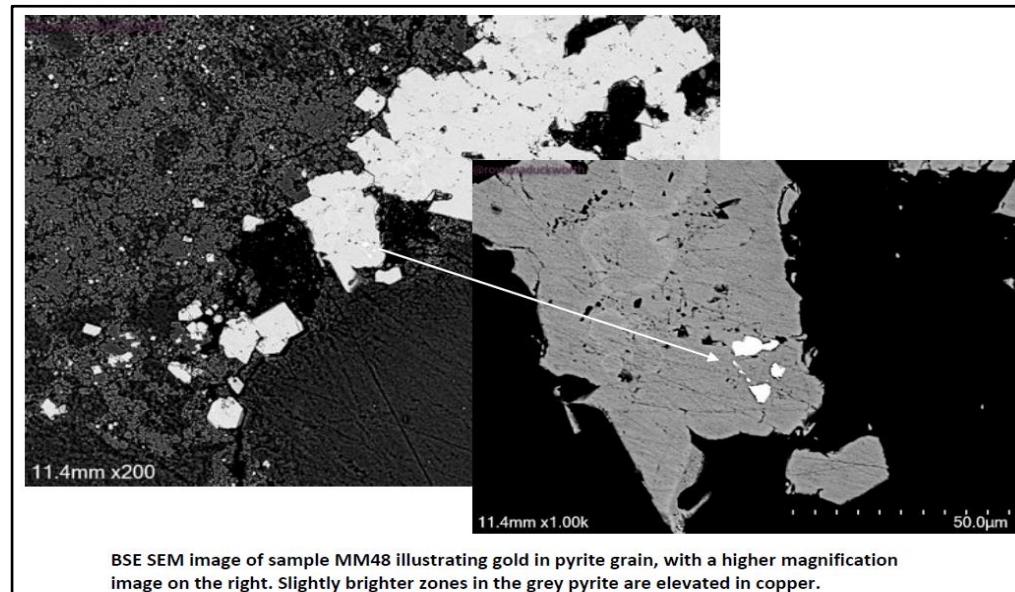 11.4mm x200
11.4mm x1.00k
50.0µm
BSE SEM image of sample MM48 illustrating gold in pyrite grain, with a higher magnification
image on the right. Slightly brighter zones in the grey pyrite are elevated in copper.